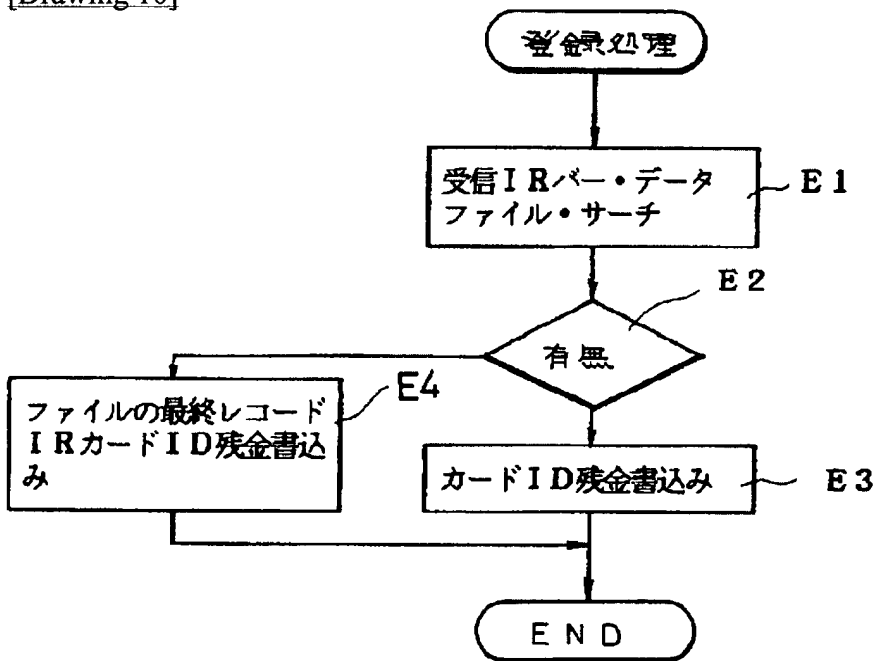 [Drawing 10]
登録処理
受信IRバー・データ
ファイル・サーチ
E1
E2
有無
E4
ファイルの最終レコード
IRカードID残金書込
み
カードID残金書込み
E3
END